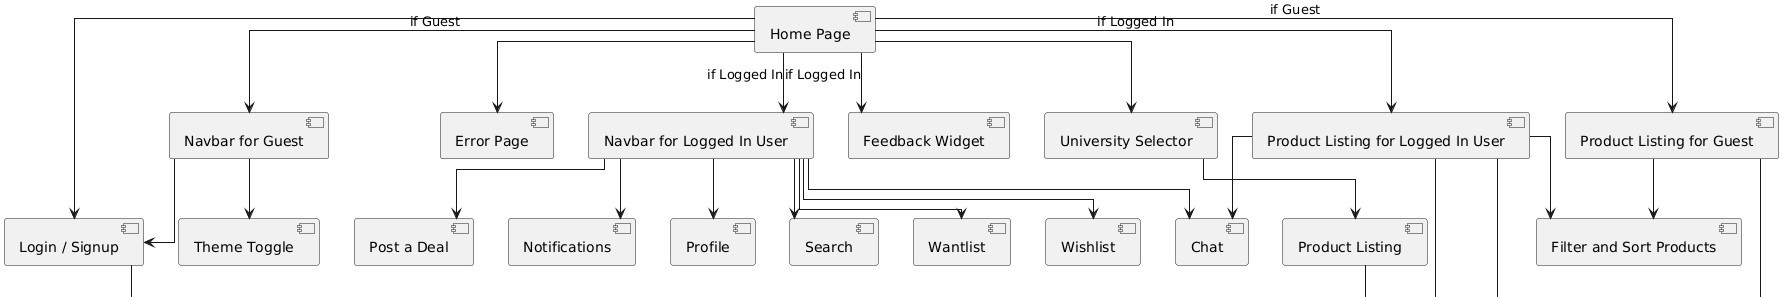 if Guest
Home Page
if Logged In
if Guest
if Logged In
if Logged In
Navbar for Guest
Error Page
Navbar for Logged In User
Feedback Widget
University Selector
Product Listing for Logged In User
Product Listing for Guest
Login / Signup
Theme Toggle
Post a Deal
Notifications
Profile
Search
Wantlist
Wishlist
Chat
Product Listing
Filter and Sort Products